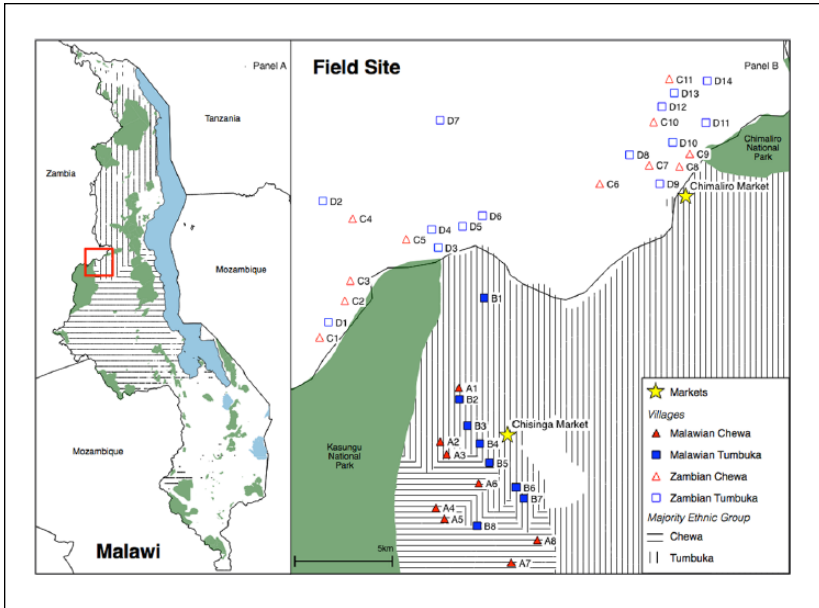 Panel A
Tanzania
Zambia
Mozambique
Mozambique
Malawi
Field Site
Panel B
C11
D14
D13
D12
C10
D11
D7
Chimaliro
National
Park
D10
D8
C9
C7
C8
C6
D9
Chimaliro Market
D2
C4
D6
D4
D5
C5
D3
C3
C2
D1
C1
B1
A1
B2
B3
Chisinga Market
A2
B4
A3
B5
Kasungu
National
Park
A6
B6
B7
A4
A5
B8
A8
A7
5km
Markets
Villages
Malawian Chewa
Malawian Tumbuka
Zambian Chewa
Zambian Tumbuka
Majority Ethnic Group
Chewa
Tumbuka